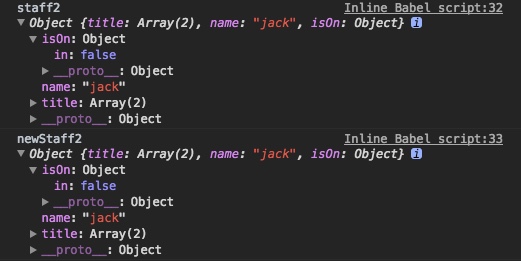 staff2 Inline Babel script:32
▼Object {title: Array(2), name: "jack", isOn: Object} i
▼isOn: Object
in: false
▶__proto__: Object
name: "jack"
▶title: Array(2)
▶__proto__: Object
newStaff2 Inline Babel script:33
▼Object {title: Array(2), name: "jack", isOn: Object} i
▼isOn: Object
in: false
▶__proto__: Object
name: "jack"
▶title: Array(2)
▶__proto__: Object